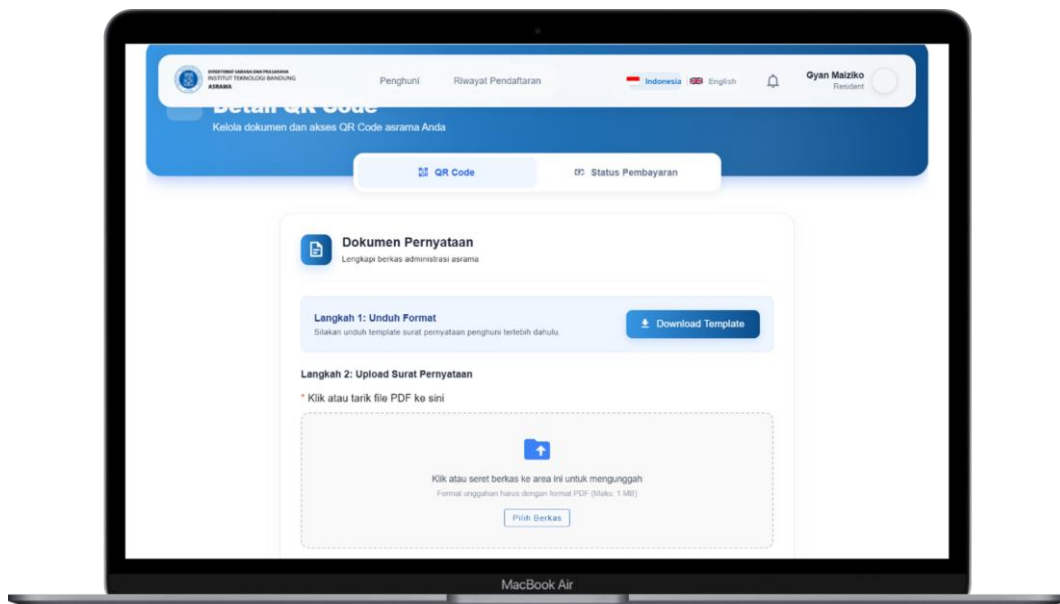 DIREKTORAT SARANA DAN PRASARANA
INSTITUT TEKNOLOGI BANDUNG
ASRAMA
Penghuni
Riwayat Pendaftaran
Indonesia
English
Gyan Maiziko
Resident
Detail QR Code
Kelola dokumen dan akses QR Code asrama Anda
QR Code
Status Pembayaran
Dokumen Pernyataan
Lengkapi berkas administrasi asrama
Langkah 1: Unduh Format
Silakan unduh template surat pernyataan penghuni terlebih dahulu.
Download Template
Langkah 2: Upload Surat Pernyataan
* Klik atau tarik file PDF ke sini
Klik atau seret berkas ke area ini untuk mengunggah
Format unggahan harus dengan format PDF (Maks. 1 MB)
Pilih Berkas
MacBook Air